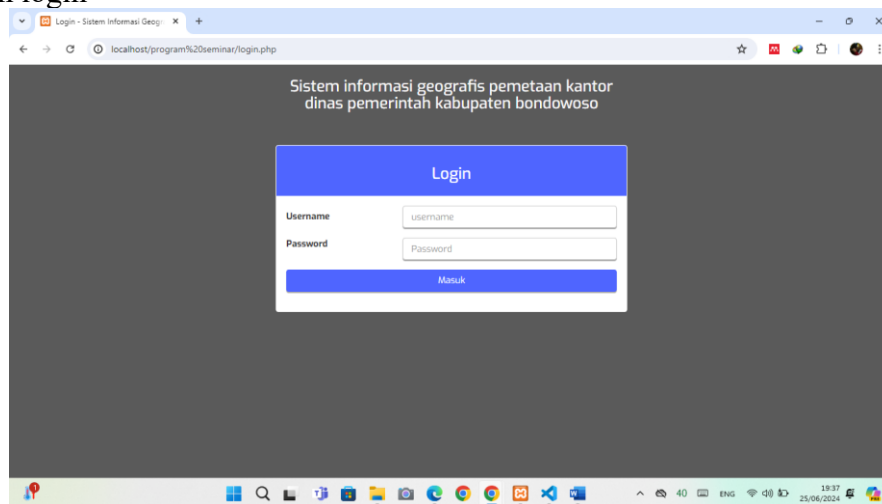 login
Login - Sistem Informasi Geogr
localhost/program%20seminar/login.php
Sistem informasi geografis pemetaan kantor
dinas pemerintah kabupaten bondowoso
Login
Username
username
Password
Password
Masuk
40
ENG
19:37
25/06/2024